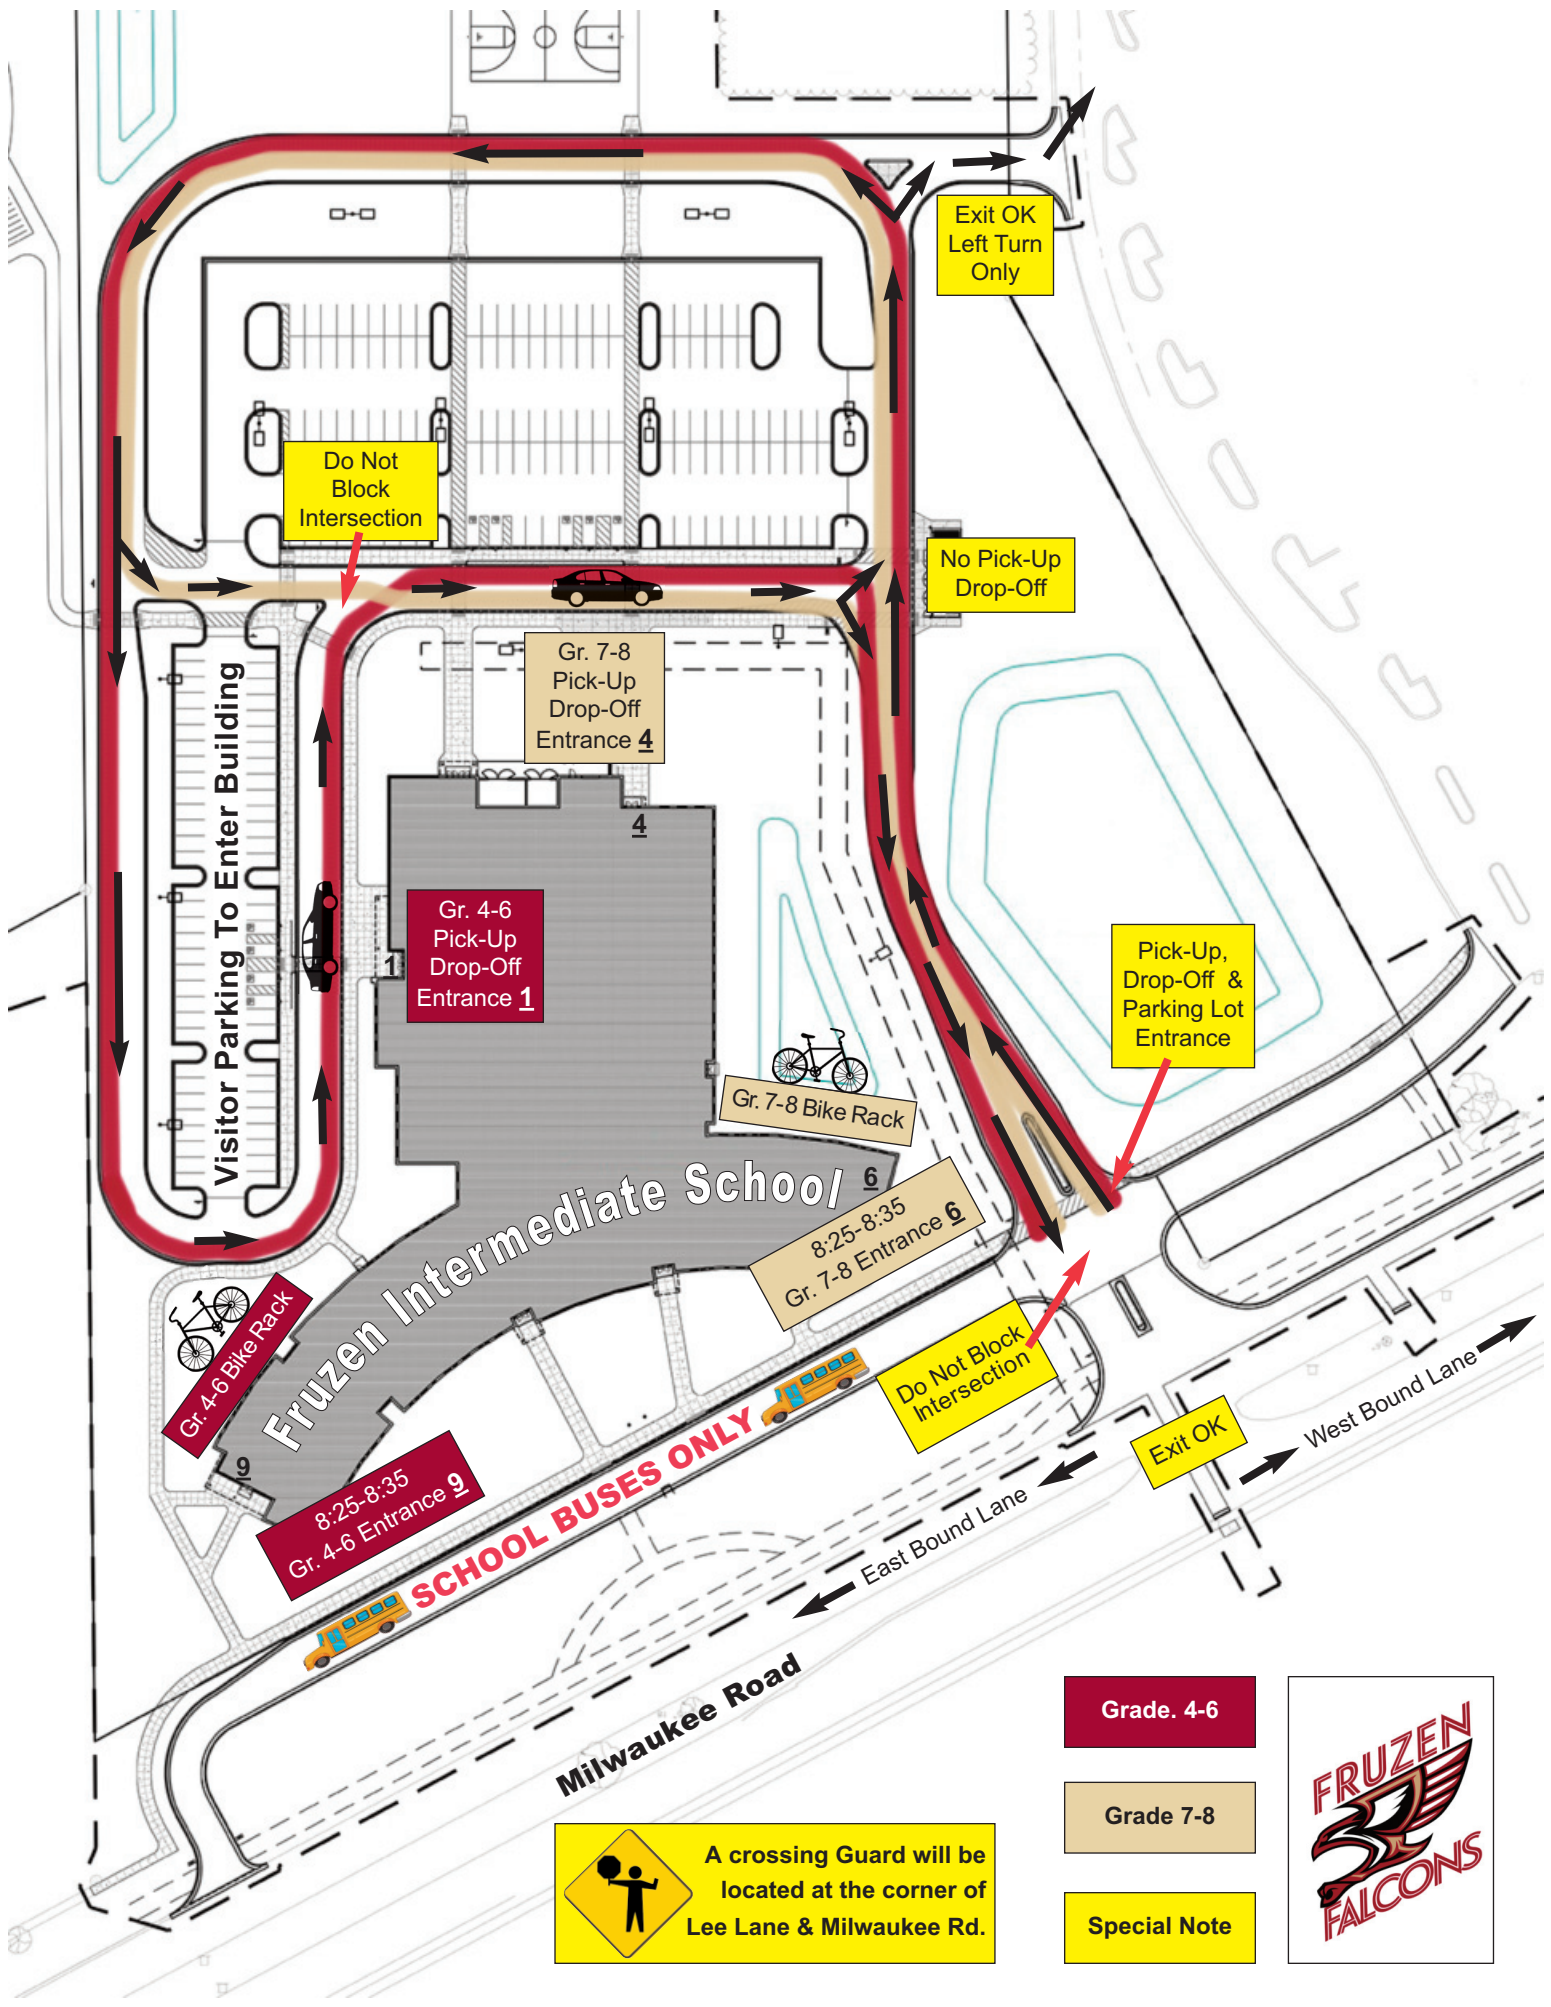 Exit OK
Left Turn
Only
Do Not
Block
Intersection
No Pick-Up
Drop-Off
Gr. 7-8
Pick-Up
Drop-Off
Entrance 4
Visitor Parking To Enter Building
4
Gr. 4-6
Pick-Up
Drop-Off
Entrance 1
1
Pick-Up,
Drop-Off &
Parking Lot
Entrance
Gr. 7-8 Bike Rack
Fruzen Intermediate School
6
8:25-8:35
Gr. 7-8 Entrance 6
Gr. 4-6 Bike Rack
Do Not Block
Intersection
West Bound Lane
Exit OK
9
8:25-8:35
Gr. 4-6 Entrance 9
SCHOOL BUSES ONLY
East Bound Lane
Milwaukee Road
Grade. 4-6
Grade 7-8
Special Note
FRUZEN
FALCONS
A crossing Guard will be
located at the corner of
Lee Lane & Milwaukee Rd.